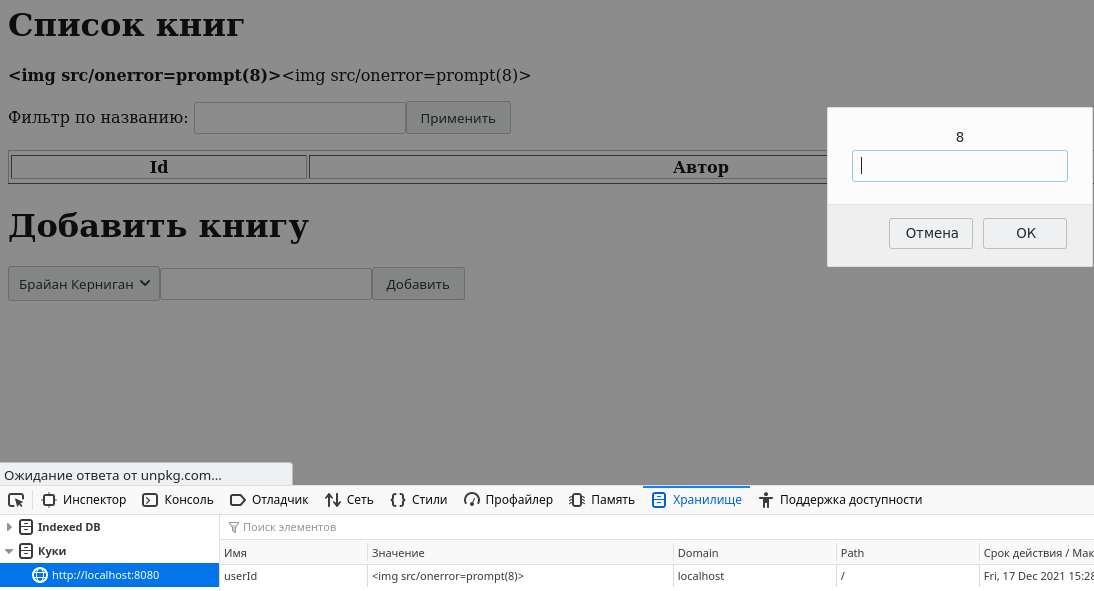 Список книг
<img src/onerror=prompt(8)><img src/onerror=prompt(8)>
Фильтр по названию: Применить
8
Id Автор
Отмена OK
Добавить книгу
Брайан Керниган Добавить
Ожидание ответа от unpkg.com...
Инспектор Консоль Отладчик Сеть Стили Профайлер Память Хранилище Поддержка доступности
Indexed DB Поиск элементов
Куки Имя Значение Domain Path Срок действия / Мак
http://localhost:8080 userId <img src/onerror=prompt(8)> localhost / Fri, 17 Dec 2021 15:28